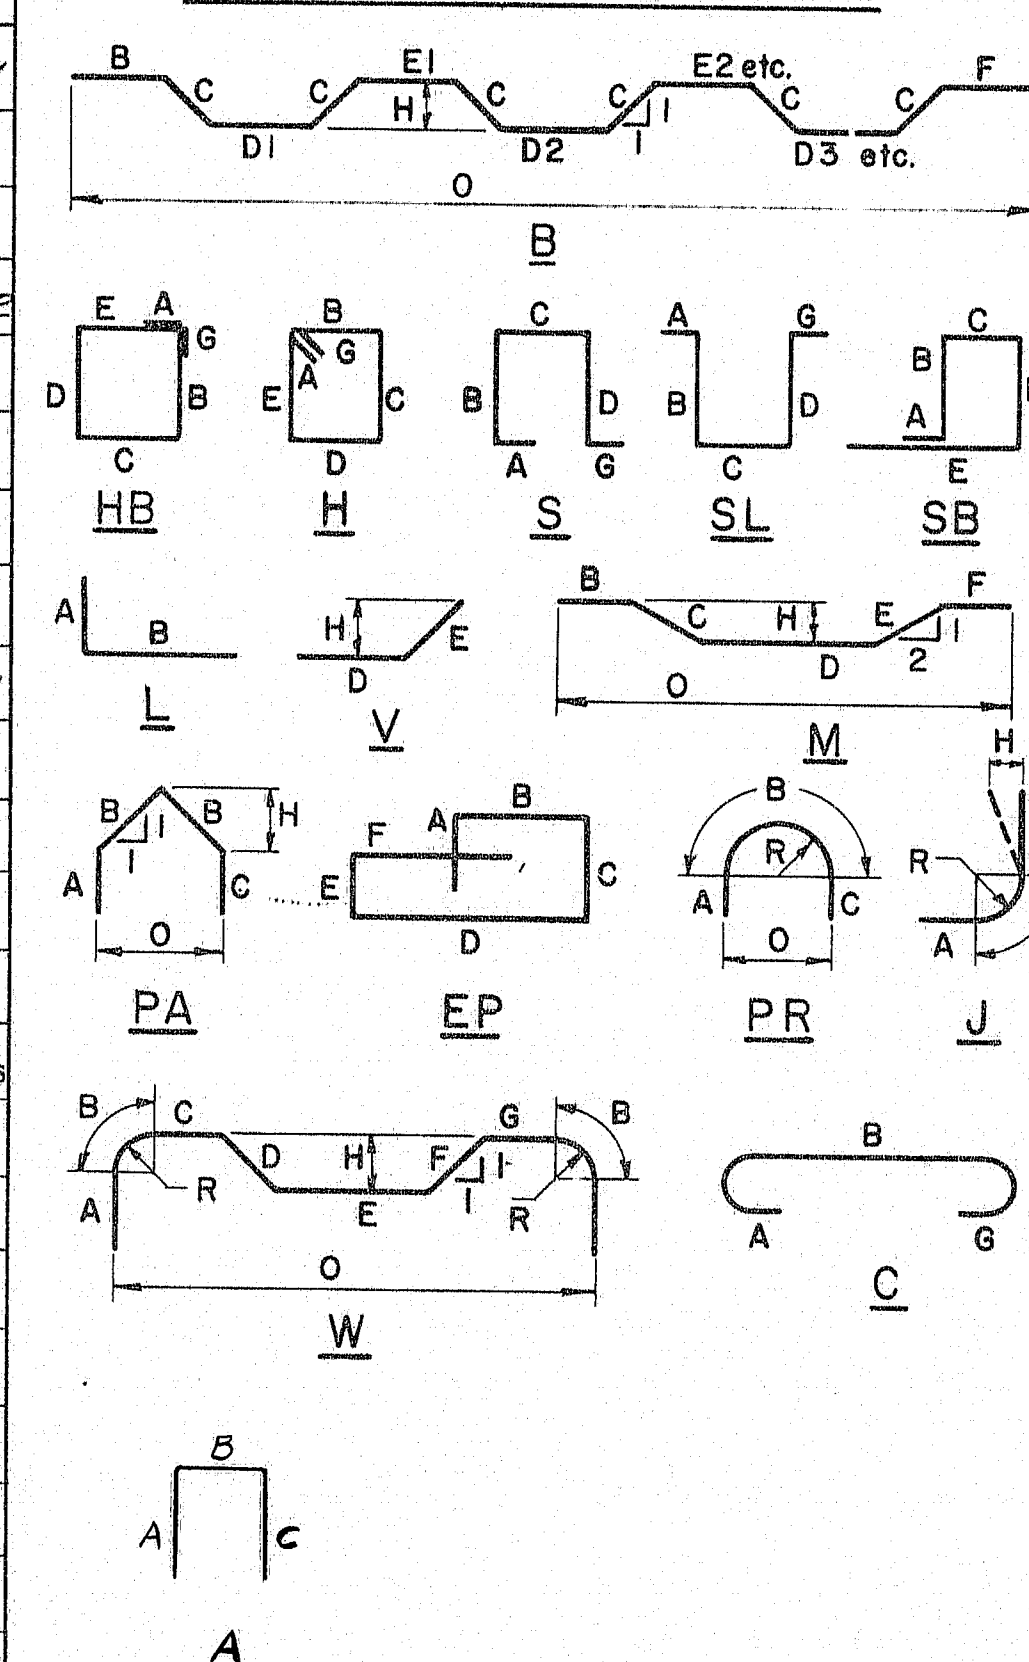 B C D1 C E1 H C D2 C 1 1 E2 etc. C D3 etc. C F
O
B
E A G D B C
HB
B G A E C D
H
C B D A G
S
A G B D C
SL
C B A E
SB
A B
L
H E D
V
B C H E F 1 2 D
O
M
B B H 1 1 A C
O
PA
B A F C E D
EP
B R A C
O
PR
H R A
J
B C D H F G B 1 1 A R E R
O
W
B A G
C
B
A C
A